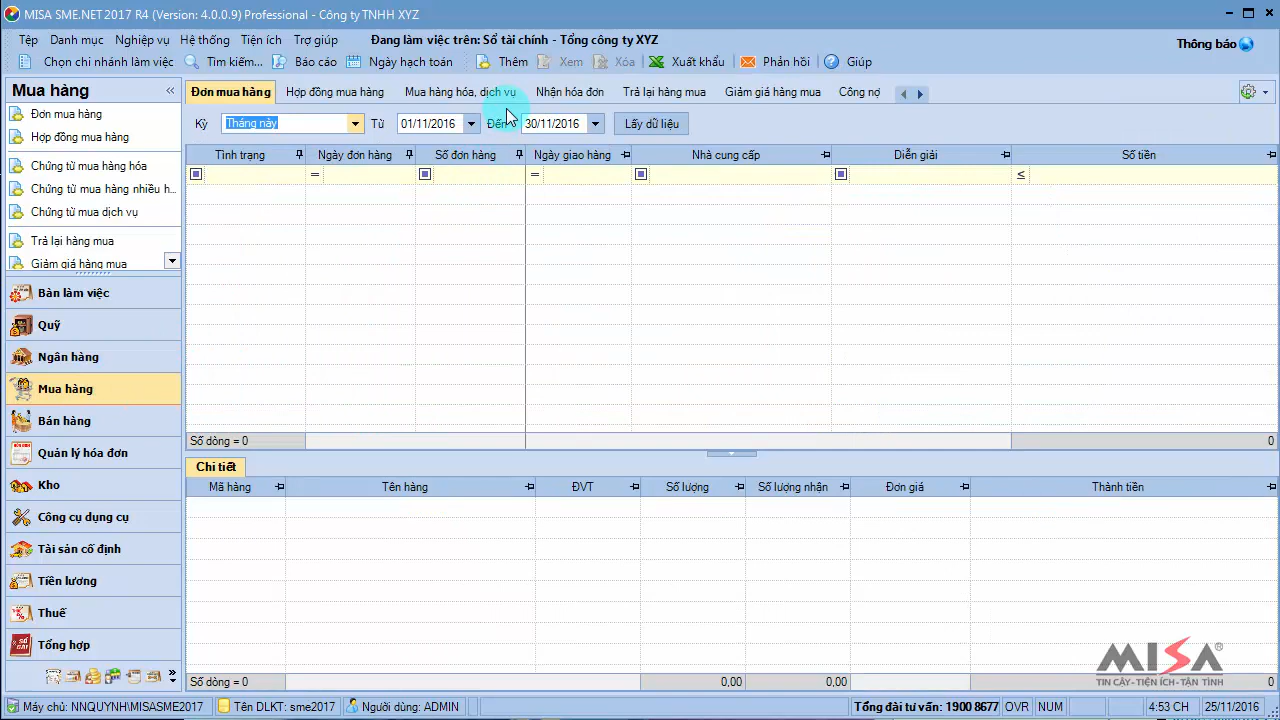 MISA SME.NET 2017 R4 (Version: 4.0.0.9) Professional - Công ty TNHH XYZ
Tệp Danh mục Nghiệp vụ Hệ thống Tiện ích Trợ giúp Đang làm việc trên: Sổ tài chính - Tổng công ty XYZ Thông báo
Chọn chi nhánh làm việc Tìm kiếm... Báo cáo Ngày hạch toán Thêm Xem Xóa Xuất khẩu Phản hồi Giúp
Mua hàng
Đơn mua hàng Hợp đồng mua hàng Mua hàng hóa, dịch vụ Nhận hóa đơn Trả lại hàng mua Giảm giá hàng mua Công nợ
Kỳ Tháng này Từ 01/11/2016 Đến 30/11/2016 Lấy dữ liệu
Tình trạng Ngày đơn hàng Số đơn hàng Ngày giao hàng Nhà cung cấp Diễn giải Số tiền
= = ≤
Số dòng = 0 0
Chi tiết
Mã hàng Tên hàng ĐVT Số lượng Số lượng nhận Đơn giá Thành tiền
Số dòng = 0 0,00 0,00 0
Đơn mua hàng
Hợp đồng mua hàng
Chứng từ mua hàng hóa
Chứng từ mua hàng nhiều h...
Chứng từ mua dịch vụ
Trả lại hàng mua
Giảm giá hàng mua
Bàn làm việc
Quỹ
Ngân hàng
Mua hàng
Bán hàng
Quản lý hóa đơn
Kho
Công cụ dụng cụ
Tài sản cố định
Tiền lương
Thuế
Tổng hợp
MISA®
TIN CẬY - TIỆN ÍCH - TẬN TÌNH
Máy chủ: NNQUYNH\MISASME2017 Tên DLKT: sme2017 Người dùng: ADMIN Tổng đài tư vấn: 1900 8677 OVR NUM 4:53 CH 25/11/2016